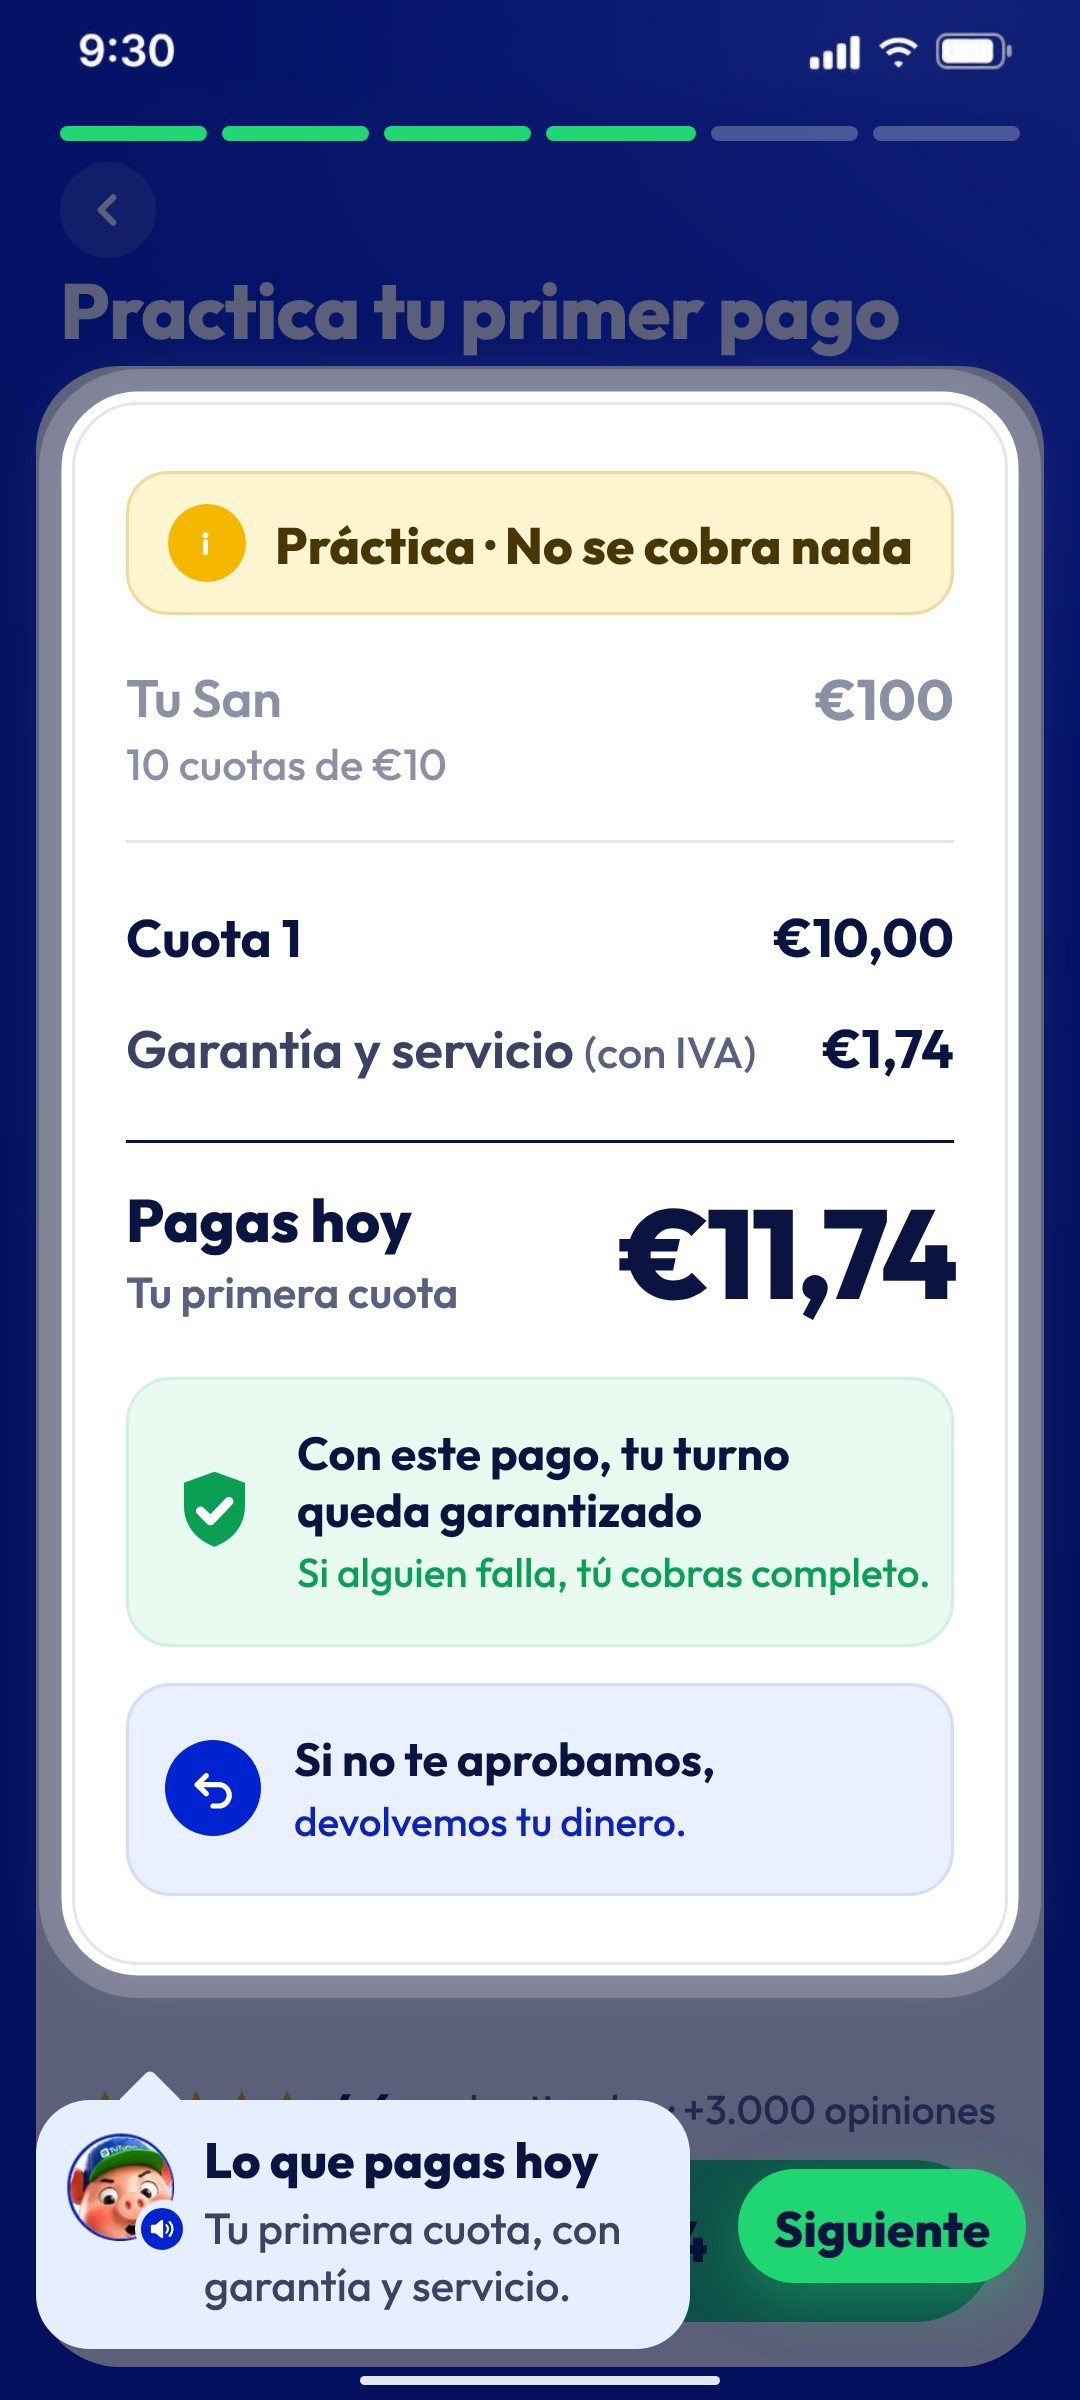 9:30
Practica tu primer pago
Práctica · No se cobra nada
Tu San €100
10 cuotas de €10
Cuota 1 €10,00
Garantía y servicio (con IVA) €1,74
Pagas hoy €11,74
Tu primera cuota
Con este pago, tu turno
queda garantizado
Si alguien falla, tú cobras completo.
Si no te aprobamos,
devolvemos tu dinero.
+3.000 opiniones
Lo que pagas hoy
Tu primera cuota, con
garantía y servicio.
4
Siguiente